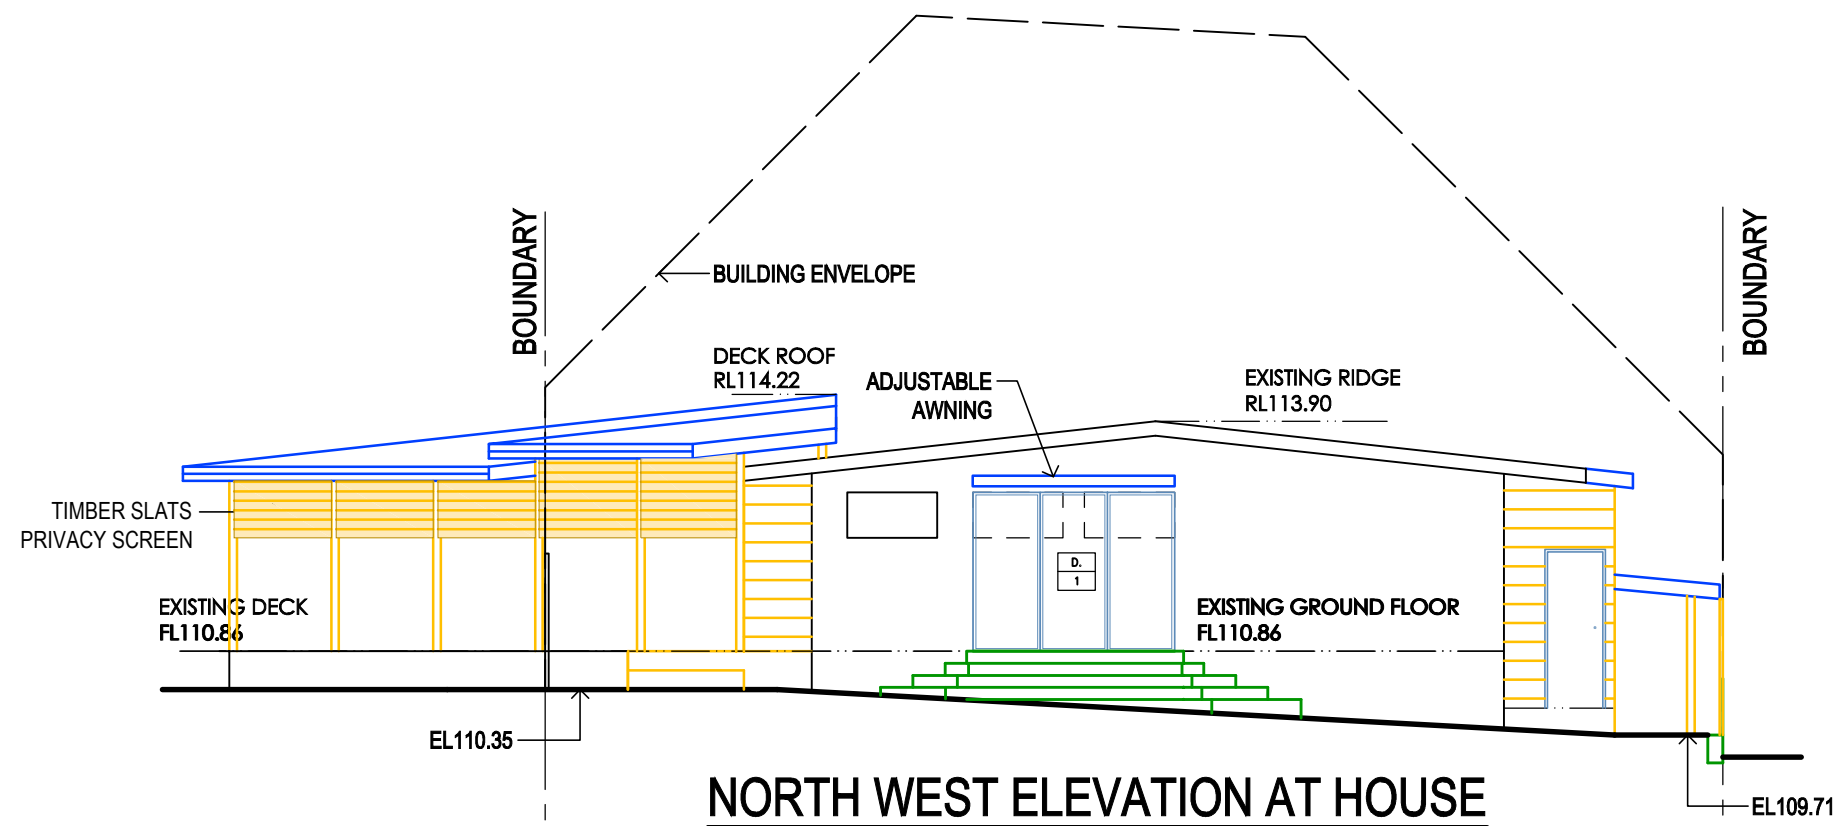 BOUNDARY
BOUNDARY
BUILDING ENVELOPE
DECK ROOF
RL114.22
ADJUSTABLE
AWNING
EXISTING RIDGE
RL113.90
TIMBER SLATS
PRIVACY SCREEN
D.
1
EXISTING DECK
FL110.86
EXISTING GROUND FLOOR
FL110.86
EL110.35
NORTH WEST ELEVATION AT HOUSE
EL109.71